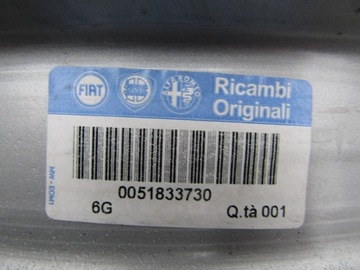 FIAT
LANCIA
ALFA ROMEO
Ricambi
Originali
0051833730
6G
Q.tà 001